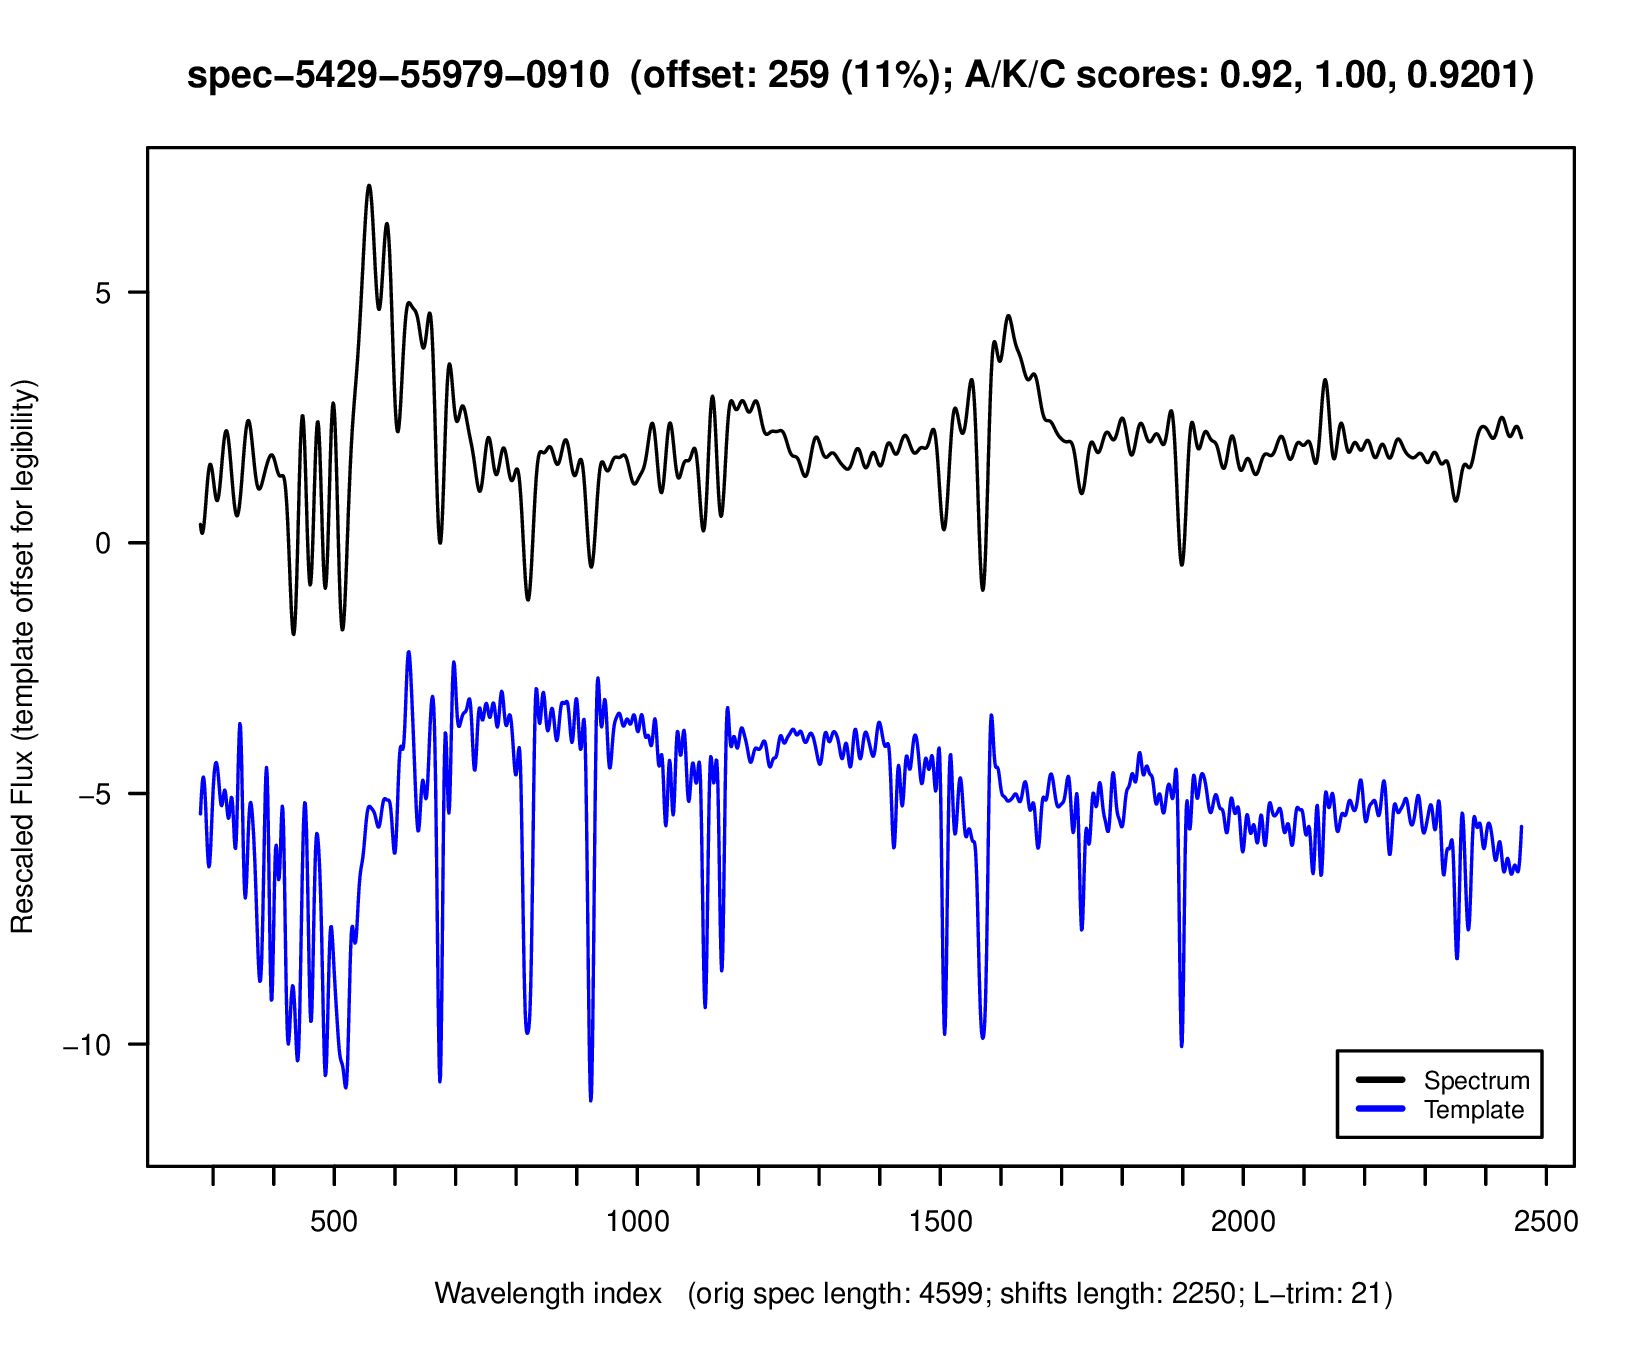 spec−5429−55979−0910 (offset: 259 (11%); A/K/C scores: 0.92, 1.00, 0.9201)
Rescaled Flux (template offset for legibility)
5
0
−5
−10
Spectrum
Template
500 1000 1500 2000 2500
Wavelength index (orig spec length: 4599; shifts length: 2250; L−trim: 21)